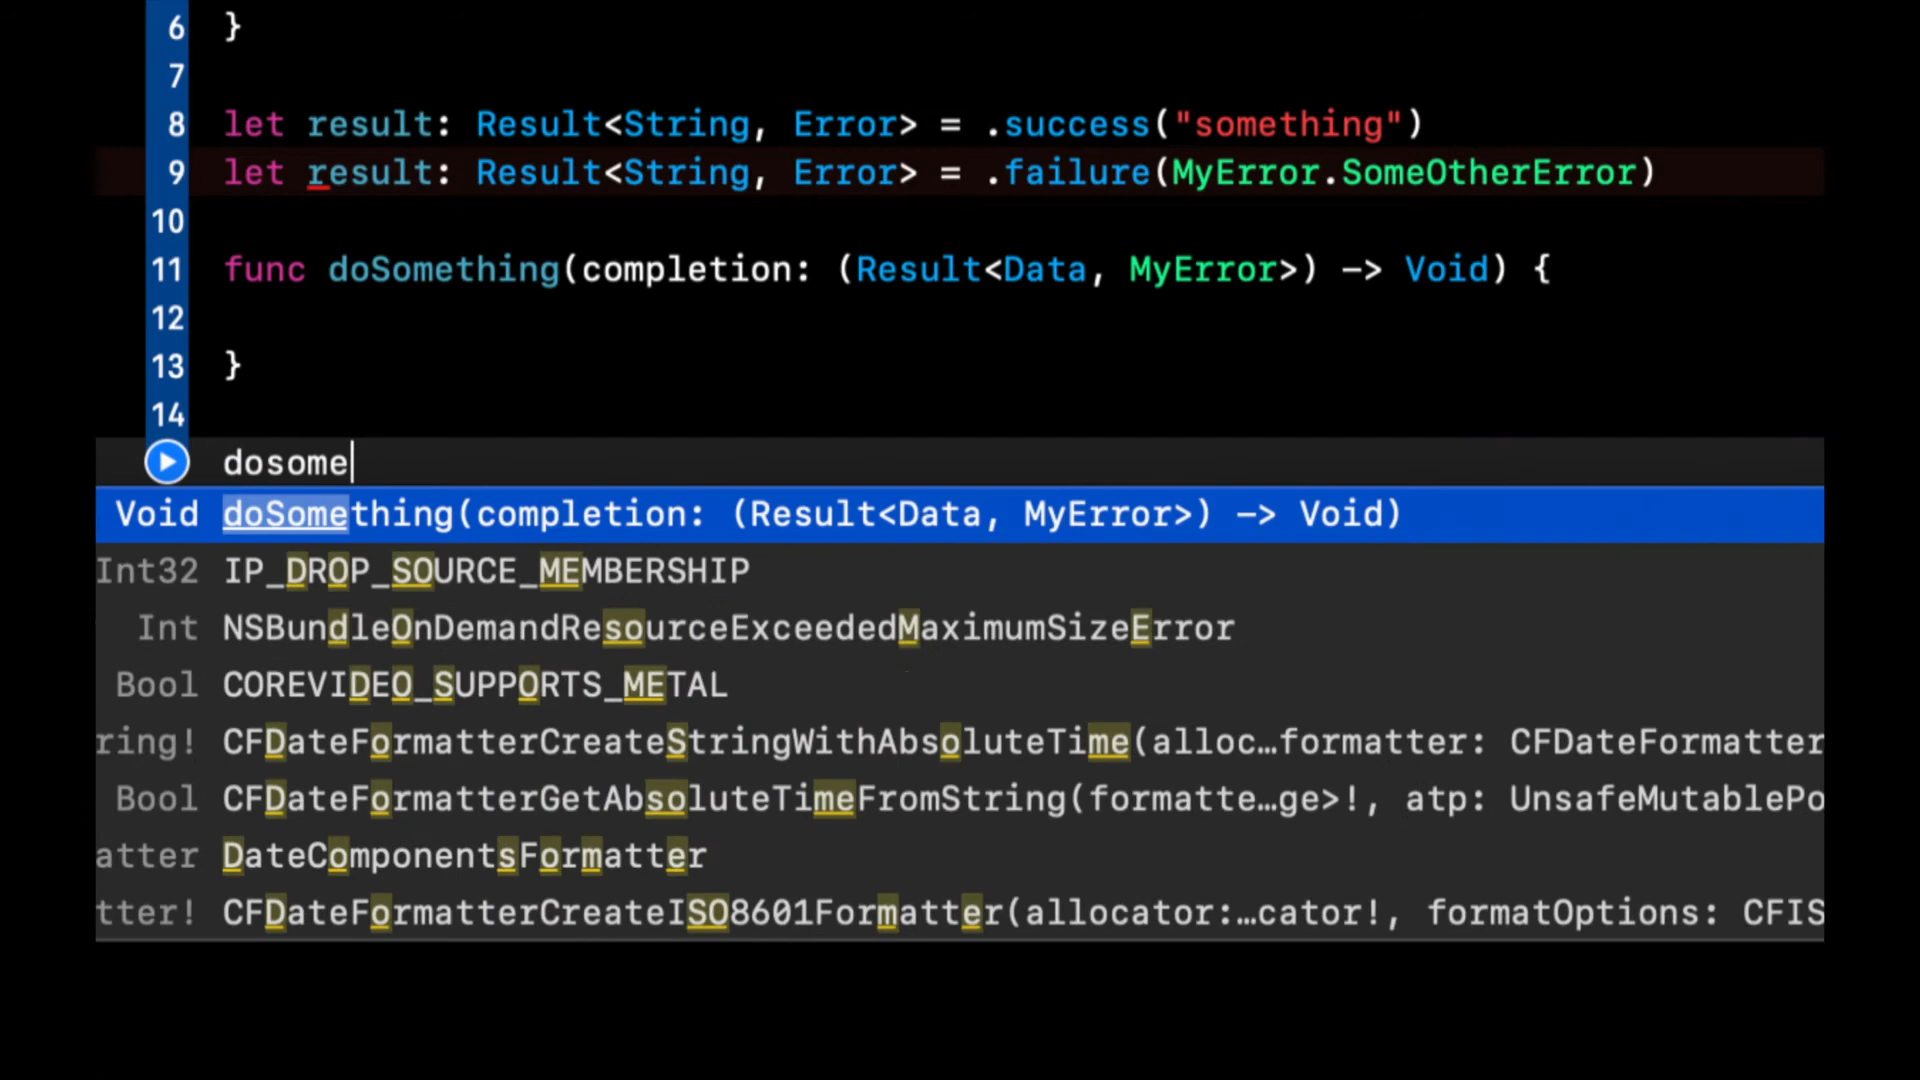 6 }
7
8 let result: Result<String, Error> = .success("something")
9 let result: Result<String, Error> = .failure(MyError.SomeOtherError)
10
11 func doSomething(completion: (Result<Data, MyError>) -> Void) {
12
13 }
14
dosome
Void doSomething(completion: (Result<Data, MyError>) -> Void)
Int32 IP_DROP_SOURCE_MEMBERSHIP
Int NSBundleOnDemandResourceExceededMaximumSizeError
Bool COREVIDEO_SUPPORTS_METAL
ring! CFDateFormatterCreateStringWithAbsoluteTime(alloc…formatter: CFDateFormatter
Bool CFDateFormatterGetAbsoluteTimeFromString(formatte…ge>!, atp: UnsafeMutablePo
atter DateComponentsFormatter
tter! CFDateFormatterCreateISO8601Formatter(allocator:…cator!, formatOptions: CFIS